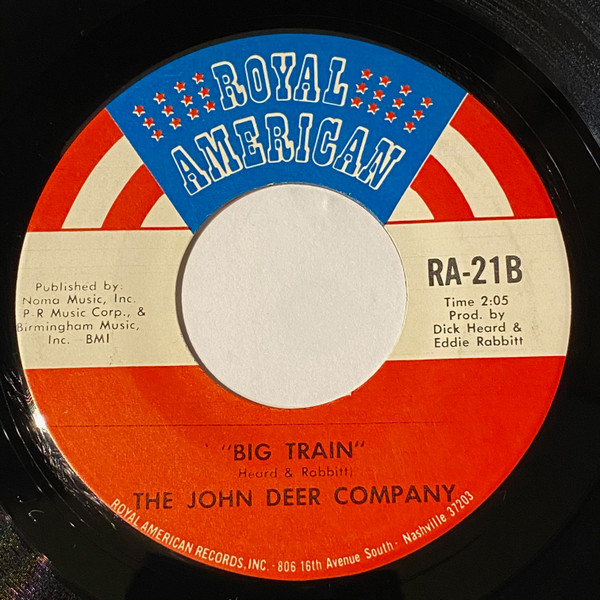 ROYAL
AMERICAN
RA-21B
Time 2:05
Prod. by
Dick Heard &
Eddie Rabbitt
Published by:
Noma Music, Inc.
P-R Music Corp., &
Birmingham Music,
Inc. BMI
"BIG TRAIN"
Heard & Rabbitt)
THE JOHN DEER COMPANY
ROYAL AMERICAN RECORDS, INC. · 806 16th Avenue South · Nashville 37203